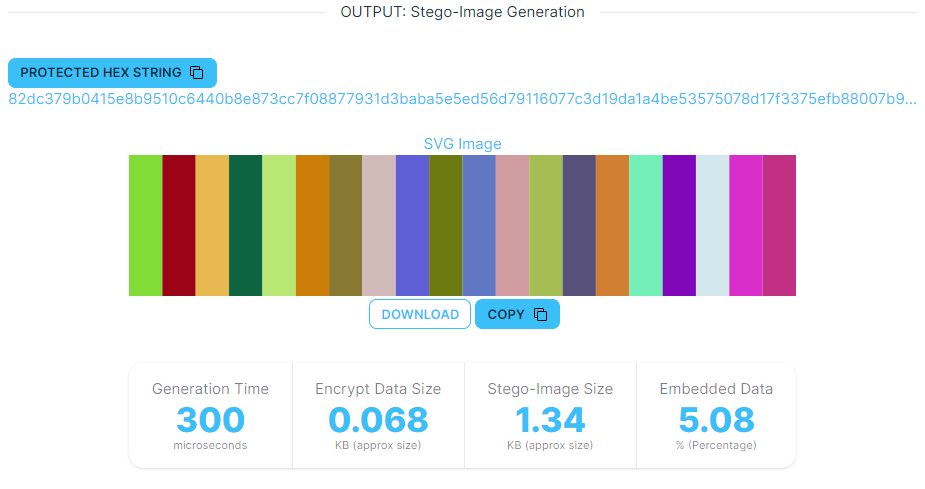 OUTPUT: Stego-Image Generation
PROTECTED HEX STRING
82dc379b0415e8b9510c6440b8e873cc7f08877931d3baba5e5ed56d79116077c3d19da1a4be53575078d17f3375efb88007b9...
SVG Image
DOWNLOAD COPY
Generation Time Encrypt Data Size Stego-Image Size Embedded Data
300 0.068 1.34 5.08
microseconds KB (approx size) KB (approx size) % (Percentage)